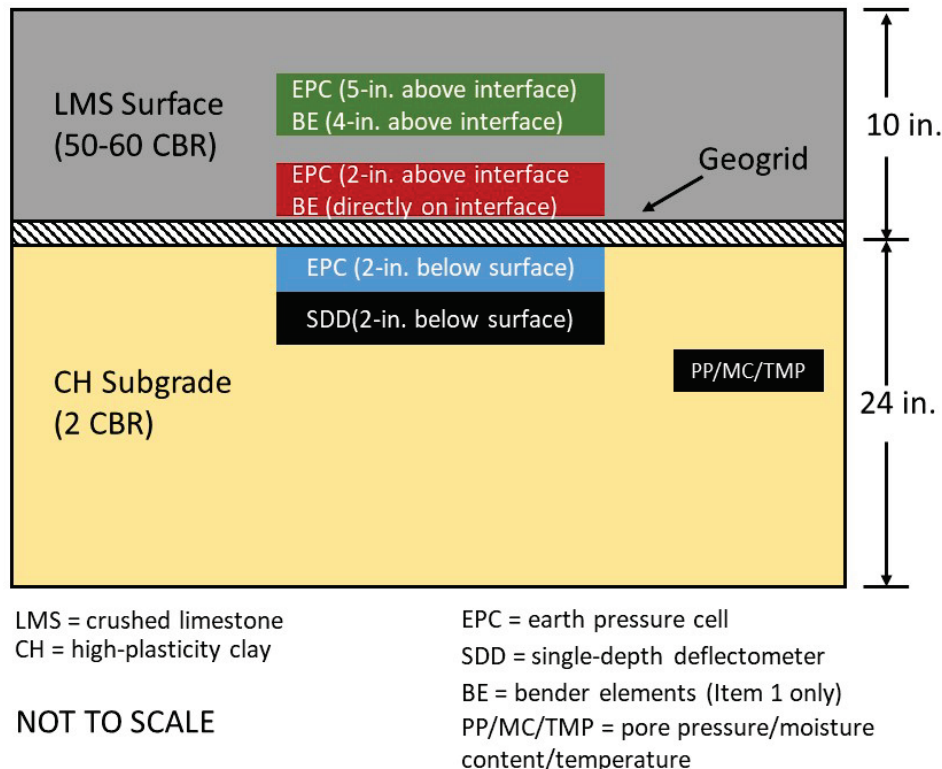 LMS Surface
(50-60 CBR)
EPC (5-in. above interface)
BE (4-in. above interface)
EPC (2-in. above interface
BE (directly on interface)
Geogrid
10 in.
EPC (2-in. below surface)
SDD(2-in. below surface)
PP/MC/TMP
CH Subgrade
(2 CBR)
24 in.
LMS = crushed limestone
CH = high-plasticity clay
NOT TO SCALE
EPC = earth pressure cell
SDD = single-depth deflectometer
BE = bender elements (Item 1 only)
PP/MC/TMP = pore pressure/moisture
content/temperature